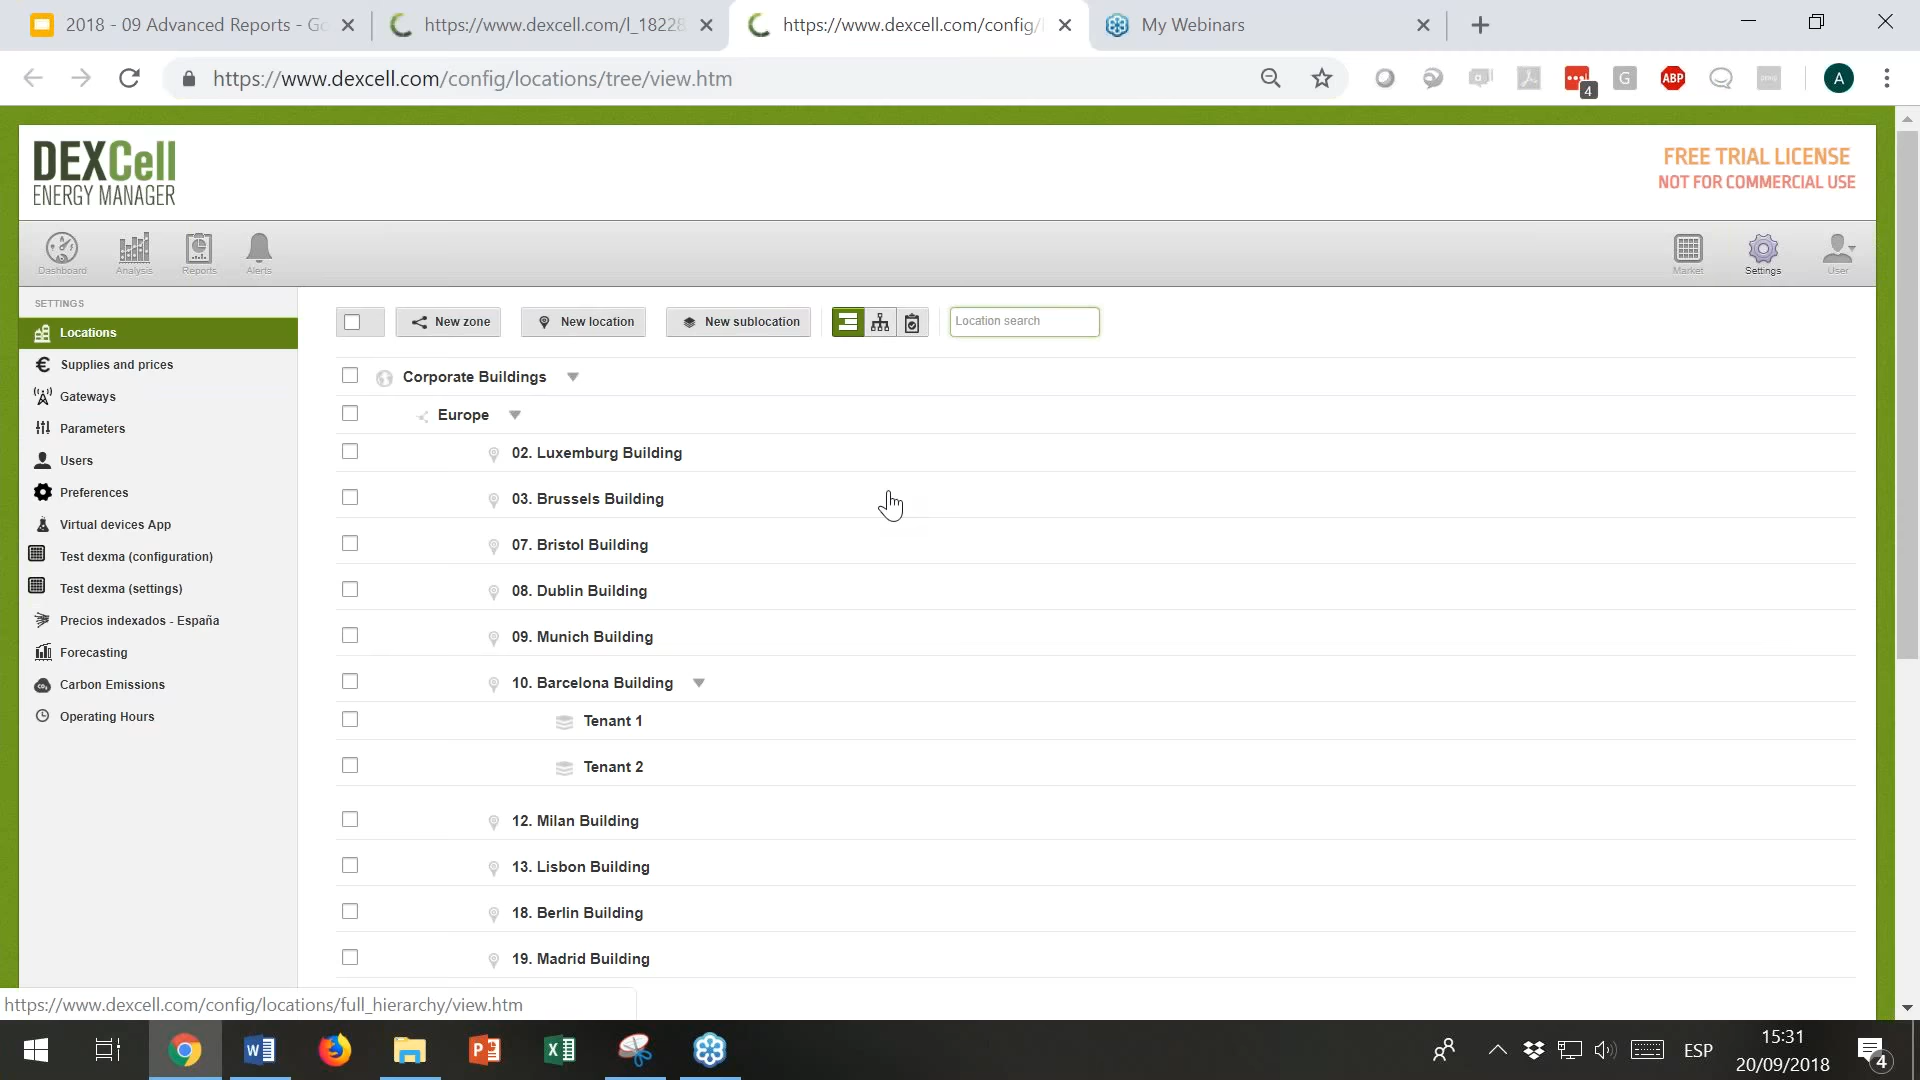 2018 - 09 Advanced Reports - Go
https://www.dexcell.com/l_18228
https://www.dexcell.com/config/
My Webinars
https://www.dexcell.com/config/locations/tree/view.htm
4
G
ABP
A
DEXCell
ENERGY MANAGER
FREE TRIAL LICENSE
NOT FOR COMMERCIAL USE
Dashboard
Analysis
Reports
Alerts
Market
Settings
User
SETTINGS
Locations
Supplies and prices
Gateways
Parameters
Users
Preferences
Virtual devices App
Test dexma (configuration)
Test dexma (settings)
Precios indexados - España
Forecasting
Carbon Emissions
Operating Hours
New zone
New location
New sublocation
Location search
Corporate Buildings
Europe
02. Luxemburg Building
03. Brussels Building
07. Bristol Building
08. Dublin Building
09. Munich Building
10. Barcelona Building
Tenant 1
Tenant 2
12. Milan Building
13. Lisbon Building
18. Berlin Building
19. Madrid Building
https://www.dexcell.com/config/locations/full_hierarchy/view.htm
ESP
15:31
20/09/2018
4